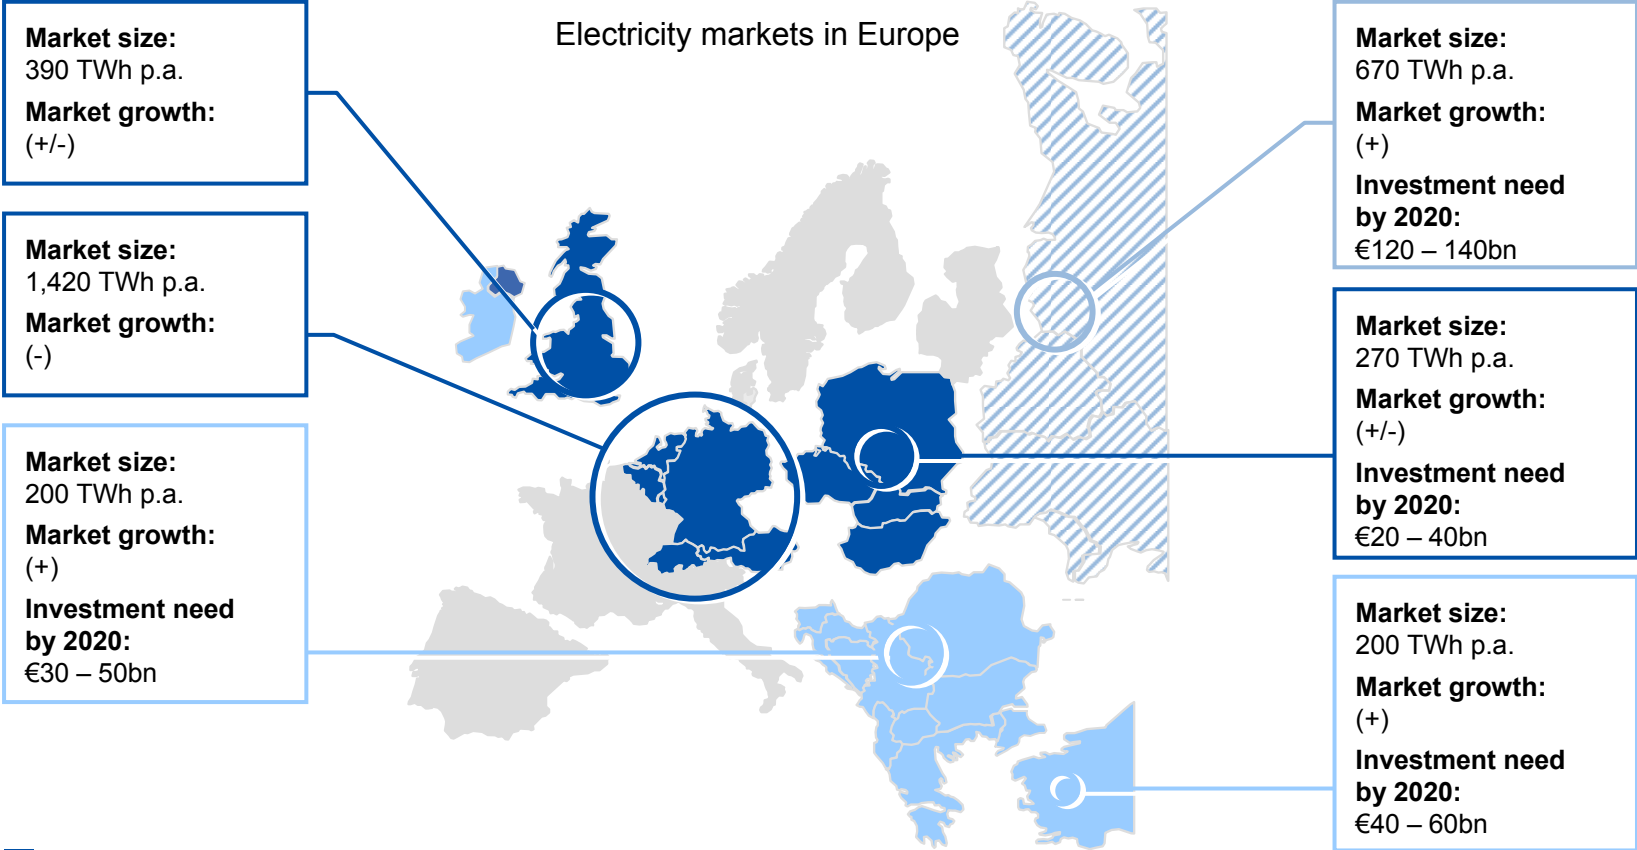 Electricity markets in Europe
Market size:
390 TWh p.a.
Market growth:
(+/-)
Market size:
1,420 TWh p.a.
Market growth:
(-)
Market size:
200 TWh p.a.
Market growth:
(+)
Investment need
by 2020:
€30 – 50bn
Market size:
670 TWh p.a.
Market growth:
(+)
Investment need
by 2020:
€120 – 140bn
Market size:
270 TWh p.a.
Market growth:
(+/-)
Investment need
by 2020:
€20 – 40bn
Market size:
200 TWh p.a.
Market growth:
(+)
Investment need
by 2020:
€40 – 60bn